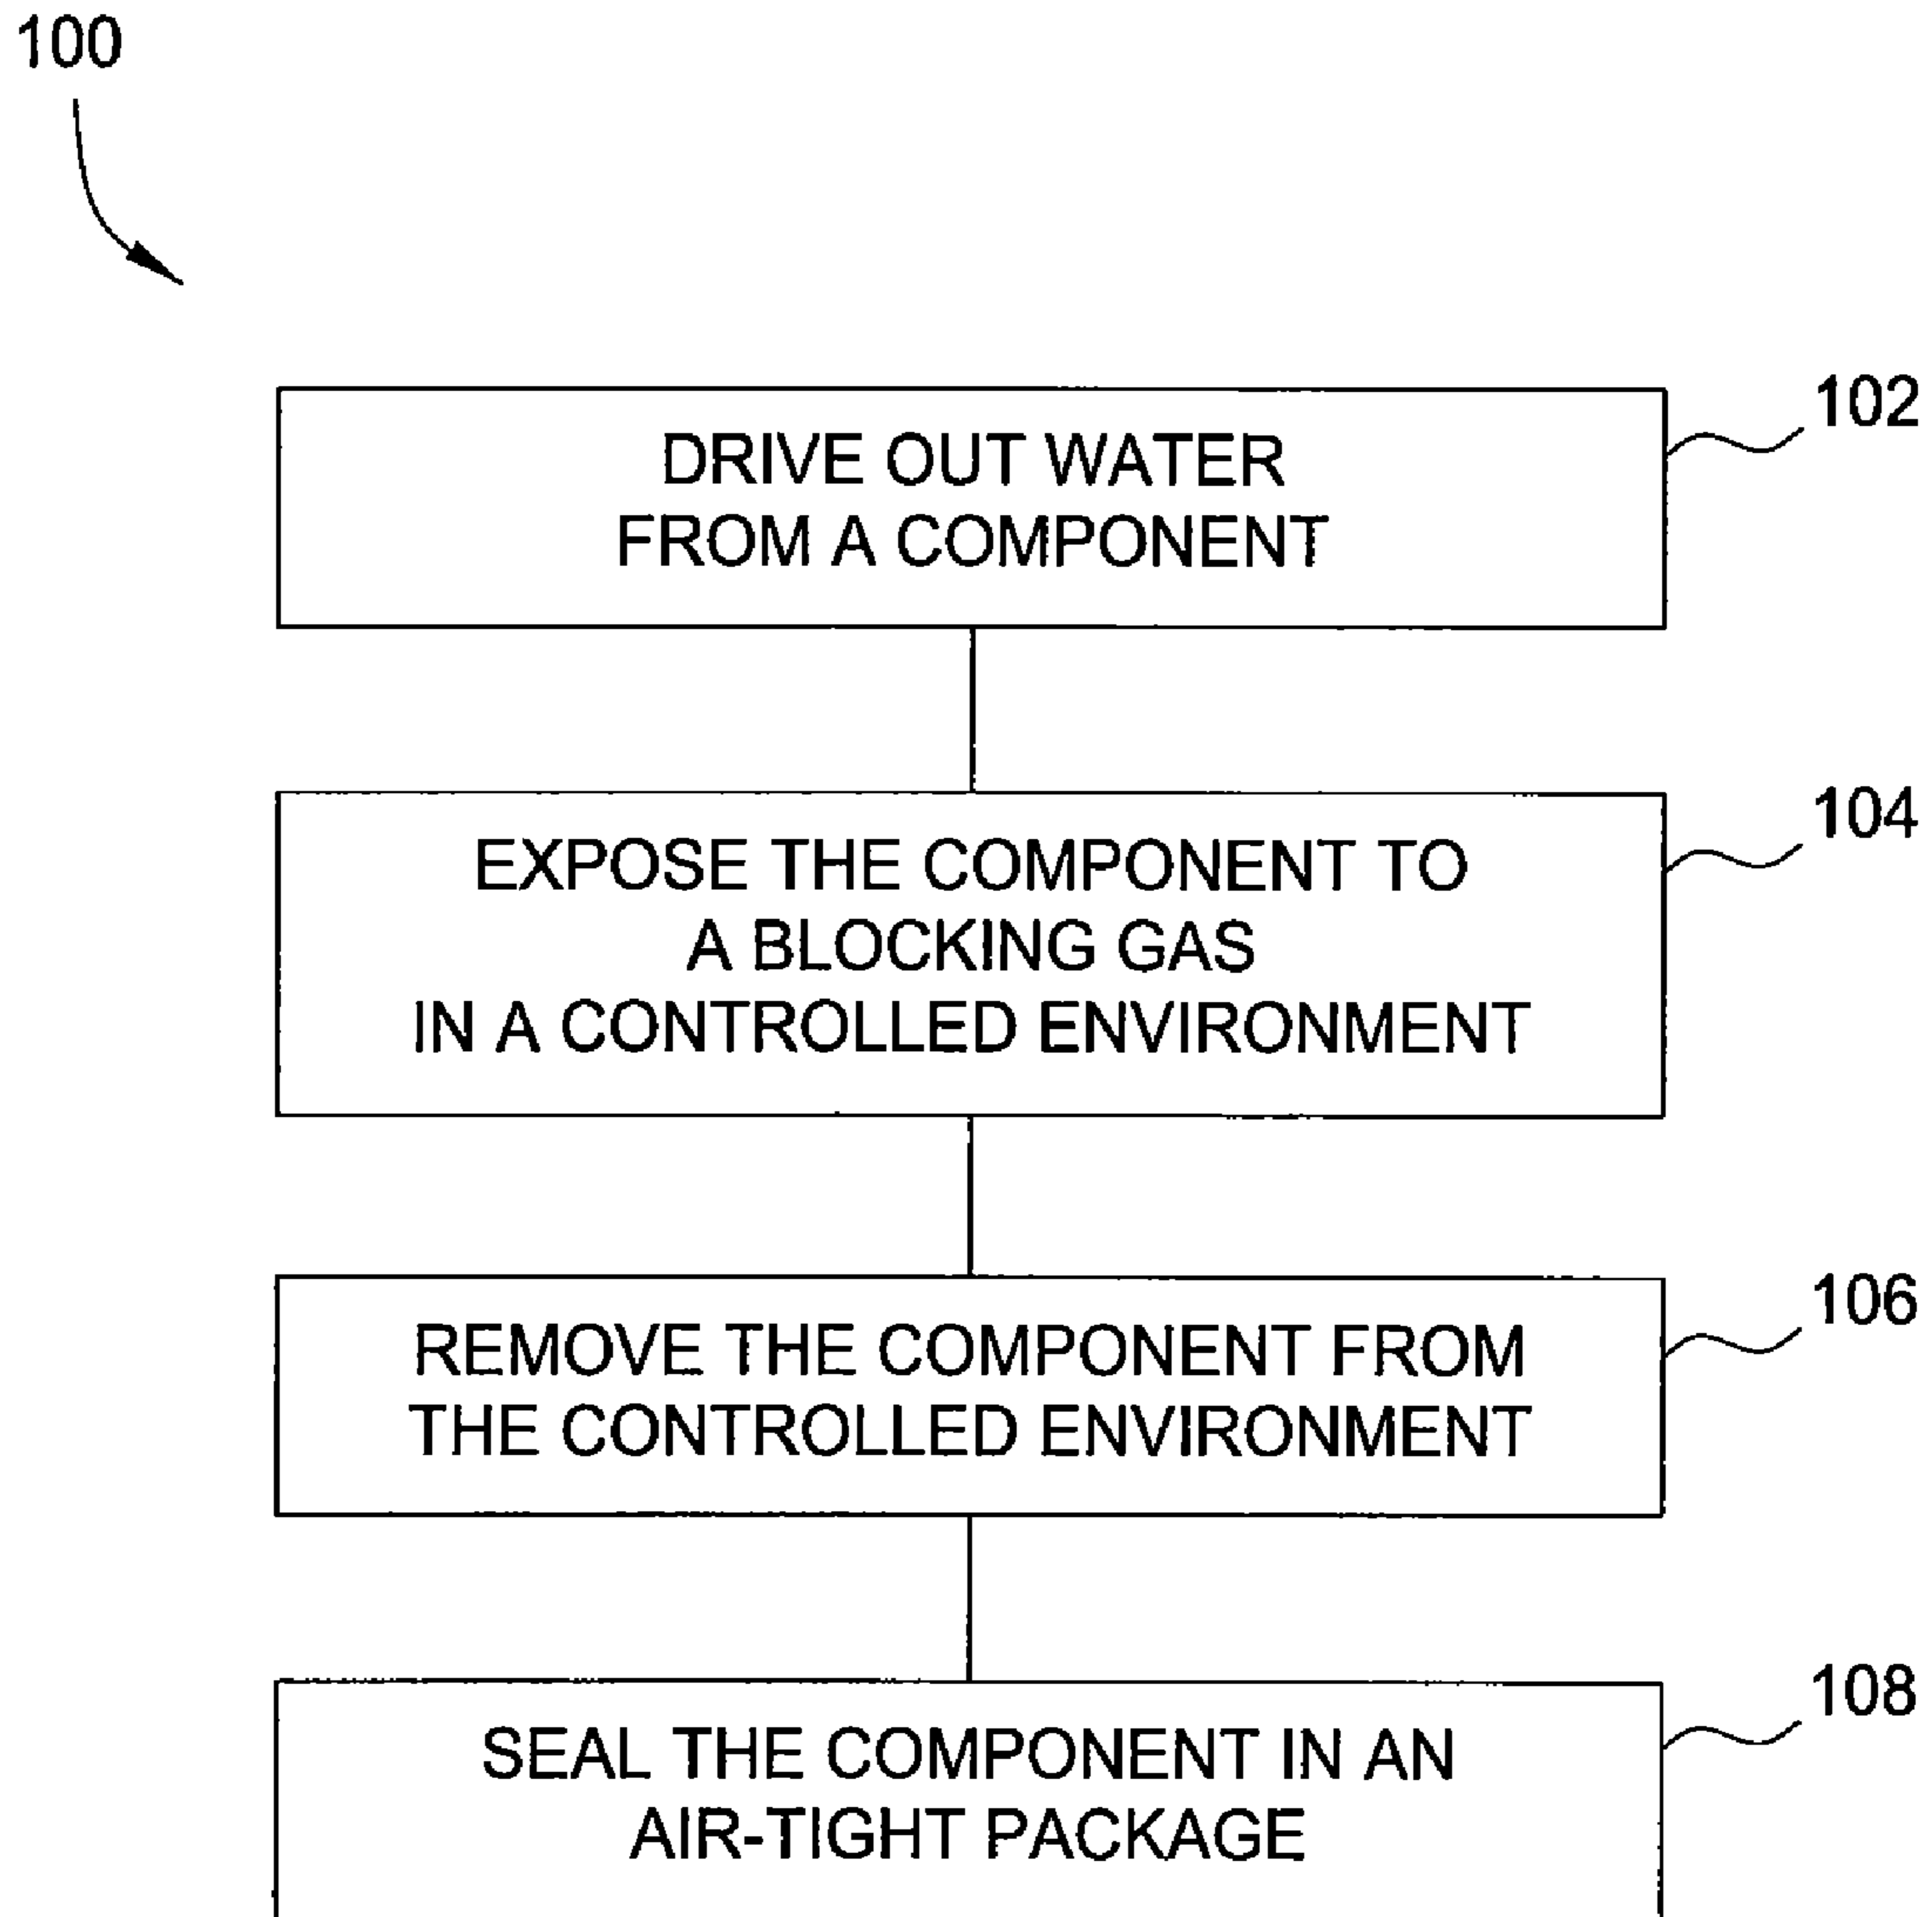 100
102
DRIVE OUT WATER
FROM A COMPONENT
104
EXPOSE THE COMPONENT TO
A BLOCKING GAS
IN A CONTROLLED ENVIRONMENT
106
REMOVE THE COMPONENT FROM
THE CONTROLLED ENVIRONMENT
108
SEAL THE COMPONENT IN AN
AIR-TIGHT PACKAGE